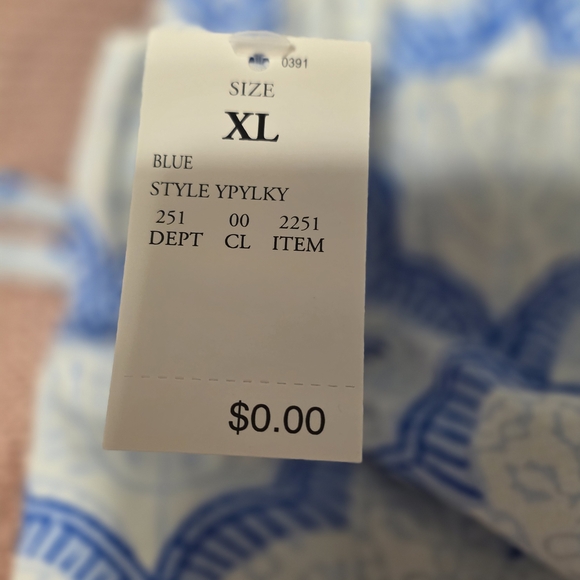 0391
SIZE
XL
BLUE
STYLE YPYLKY
251 00 2251
DEPT CL ITEM
$0.00